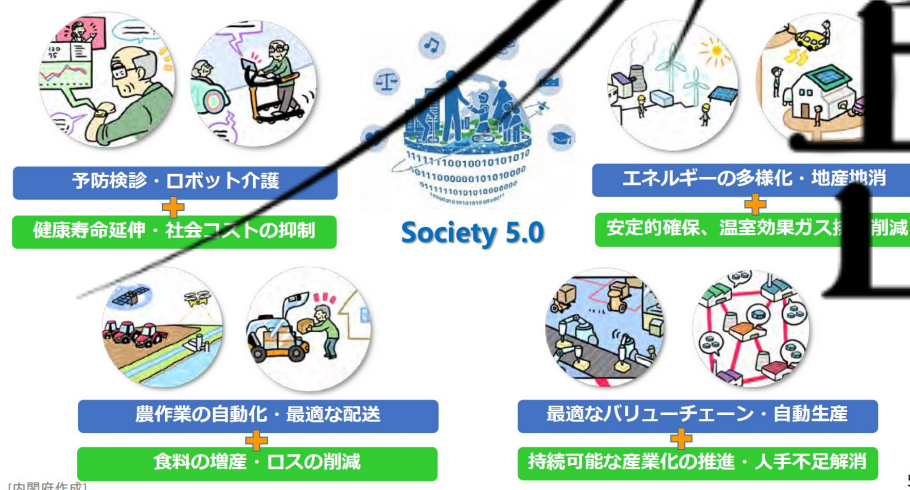 予防検診・ロボット介護
健康寿命延伸・社会コストの抑制
Society 5.0
エネルギーの多様化・地産地消
安定的確保、温室効果ガス 削減
農作業の自動化・最適な配送
食料の増産・ロスの削減
最適なバリューチェーン・自動生産
持続可能な産業化の推進・人手不足解消
[内閣府作成]